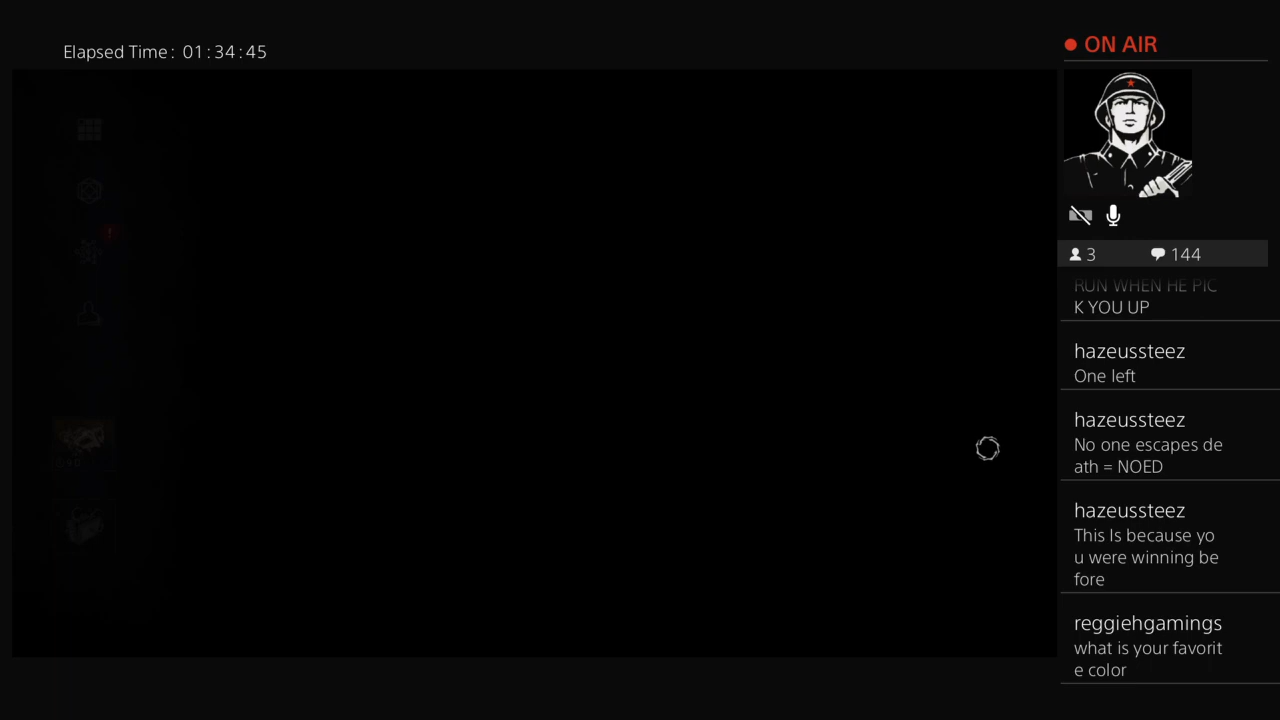 Elapsed Time: 01:34:45
ON AIR
3 144
RUN WHEN HE PIC
K YOU UP
hazeussteez
One left
hazeussteez
No one escapes de
ath = NOED
hazeussteez
This Is because yo
u were winning be
fore
reggiehgamings
what is your favorit
e color